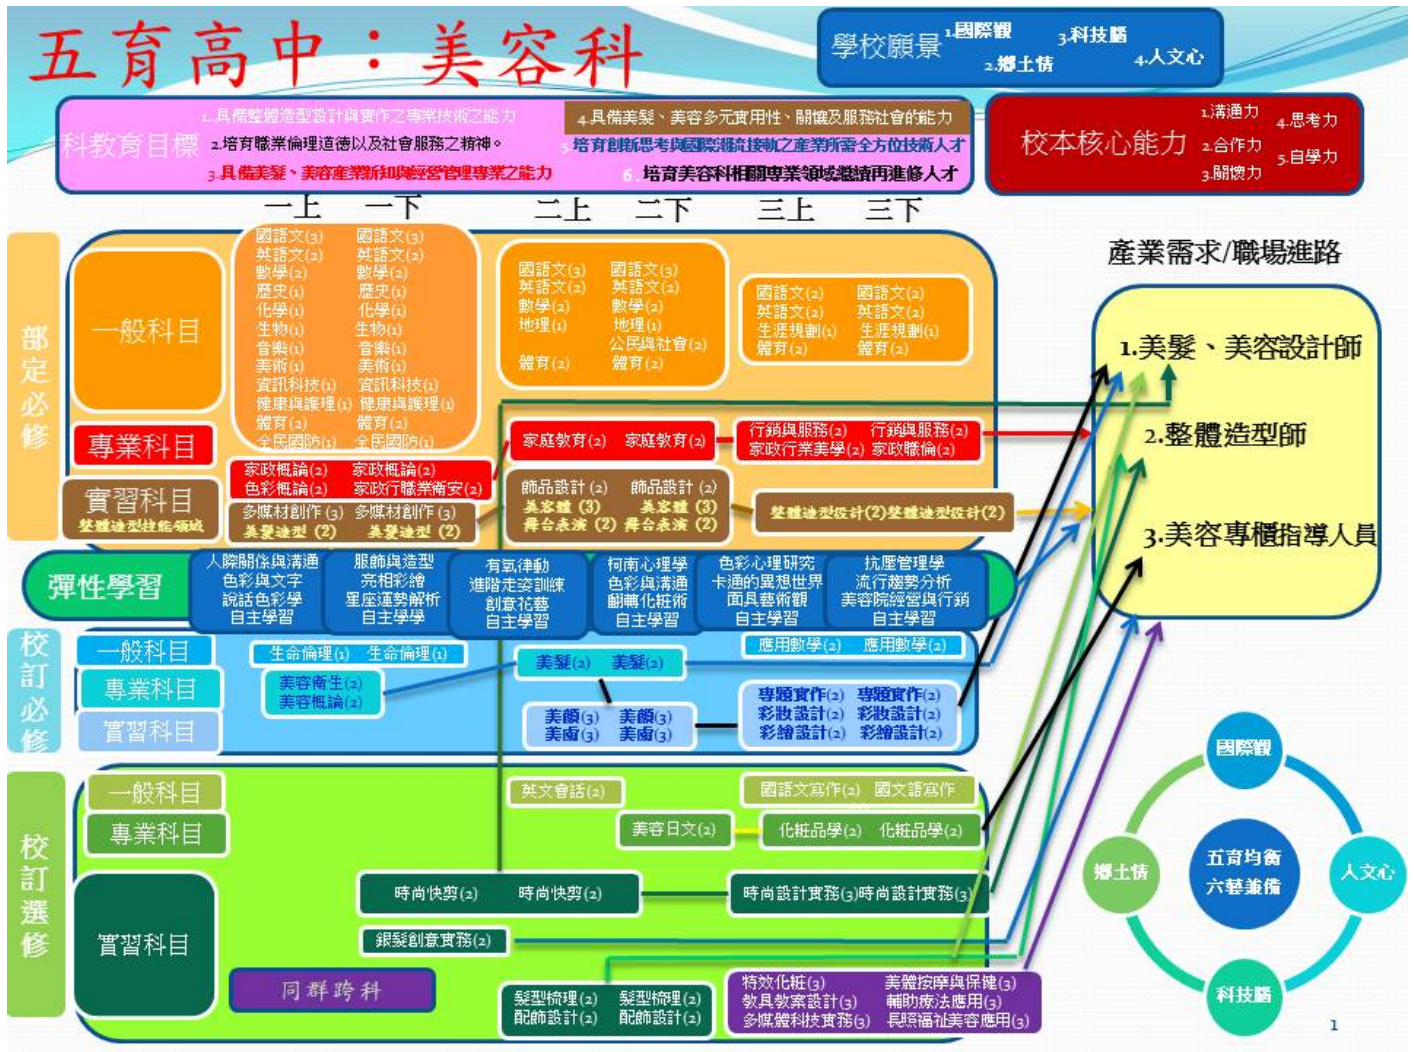 五育高中：美容科
學校願景
1.國際觀
3.科技腦
2.鄉土情
4.人文心
科教育目標
1.具備整體造型設計與實作之專業技術之能力
2.培育職業倫理道德以及社會服務之精神。
3.具備美髮、美容產業新知與經營管理專業之能力
4.具備美髮、美容多元實用性、關懷及服務社會的能力
5.培育創新思考與國際潮流接軌之產業所需全方位技術人才
6.培育美容科相關專業領域繼續再進修人才
校本核心能力
1.溝通力
4.思考力
2.合作力
5.自學力
3.關懷力
一上 一下 二上 二下 三上 三下
部定必修
一般科目
國語文(3) 國語文(3)
英語文(2) 英語文(2)
數學(2) 數學(2)
歷史(1) 歷史(1)
化學(1) 化學(1)
生物(1) 生物(1)
音樂(1) 音樂(1)
美術(1) 美術(1)
資訊科技(1) 資訊科技(1)
健康與護理(1) 健康與護理(1)
體育(2) 體育(2)
全民國防(1) 全民國防(1)
國語文(3) 國語文(3)
英語文(2) 英語文(2)
數學(2) 數學(2)
地理(1) 地理(1)
公民與社會(2)
體育(2) 體育(2)
國語文(2) 國語文(2)
英語文(2) 英語文(2)
生涯規劃(1) 生涯規劃(1)
體育(2) 體育(2)
專業科目
家政概論(2) 家政概論(2)
色彩概論(2) 家政行職業衛安(2)
家庭教育(2) 家庭教育(2)
行銷與服務(2) 行銷與服務(2)
家政行業美學(2) 家政職倫(2)
實習科目
整體造型技能領域
多媒材創作(3) 多媒材創作(3)
美髮造型 (2) 美髮造型 (2)
飾品設計 (2) 飾品設計 (2)
美容體 (3) 美容體 (3)
舞台表演 (2) 舞台表演 (2)
整體造型設計(2)整體造型設計(2)
彈性學習
人際關係與溝通
色彩與文字
說話色彩學
自主學習
服飾與造型
亮相彩繪
星座運勢解析
自主學學
有氧律動
進階走姿訓練
創意花藝
自主學習
柯南心理學
色彩與溝通
翻轉化粧術
自主學習
色彩心理研究
卡通的異想世界
面具藝術觀
自主學習
抗壓管理學
流行趨勢分析
美容院經營與行銷
自主學習
校訂必修
一般科目
生命倫理(1) 生命倫理(1)
應用數學(2) 應用數學(2)
專業科目
美容衛生(2)
美容概論(2)
美髮(2) 美髮(2)
實習科目
美顏(3) 美顏(3)
美膚(3) 美膚(3)
專題實作(2) 專題實作(2)
彩妝設計(2) 彩妝設計(2)
彩繪設計(2) 彩繪設計(2)
校訂選修
一般科目
英文會話(2)
國語文寫作(2) 國文語寫作
專業科目
美容日文(2)
化粧品學(2) 化粧品學(2)
實習科目
時尚快剪(2) 時尚快剪(2)
時尚設計實務(3)時尚設計實務(3)
銀髮創意實務(2)
同群跨科
髮型梳理(2) 髮型梳理(2)
配飾設計(2) 配飾設計(2)
特效化粧(3) 美體按摩與保健(3)
教具教案設計(3) 輔助療法應用(3)
多媒體科技實務(3) 長照福祉美容應用(3)
產業需求/職場進路
1.美髮、美容設計師
2.整體造型師
3.美容專櫃指導人員
國際觀
鄉土情
五育均衡
六藝兼備
人文心
科技腦
1